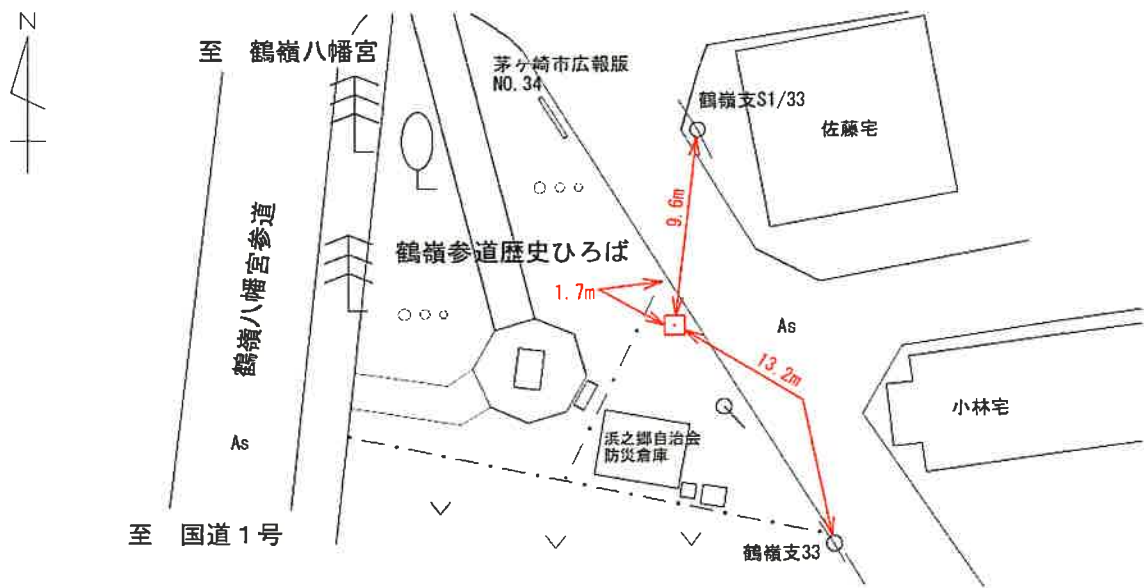 N
至　鶴嶺八幡宮
茅ヶ崎市広報版
NO.34
鶴嶺支S1/33
佐藤宅
9.6m
鶴嶺八幡宮参道
鶴嶺参道歴史ひろば
1.7m
As
13.2m
小林宅
浜之郷自治会
防災倉庫
As
至　国道１号
鶴嶺支33